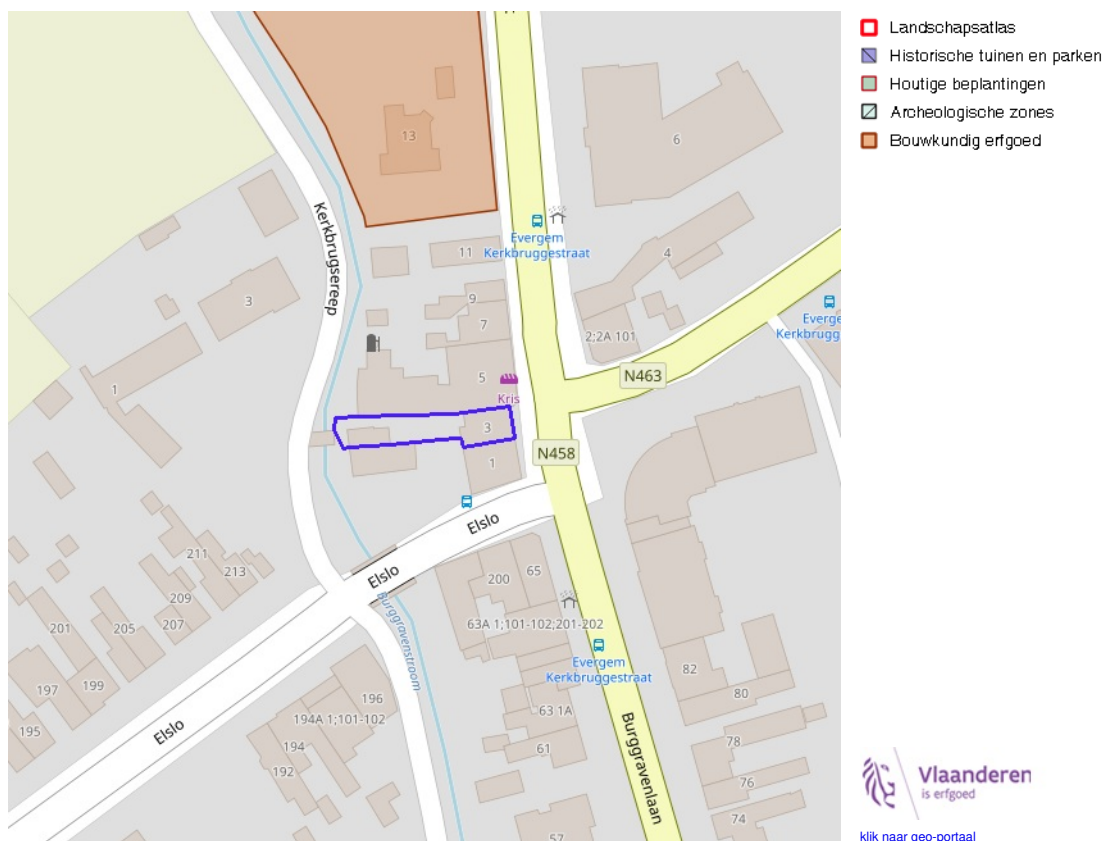 Landschapsatlas
Historische tuinen en parken
Houtige beplantingen
Archeologische zones
Bouwkundig erfgoed
13
6
Kerkbrugsereep
Evergem
Kerkbruggestraat
11
4
3
9
7
2;2A 101
Everge
Kerkbrugg
1
5
N463
Kris
3
1
N458
Elslo
211
213
Elslo
200
65
209
207
205
201
63A 1;101-102;201-202
Burggravenstroom
Evergem
Kerkbruggestraat
82
199
197
196
80
195
194A 1;101-102
63 1A
Elslo
194
61
78
192
Burggravenlaan
76
74
57
Vlaanderen
is erfgoed
klik naar geo-portaal